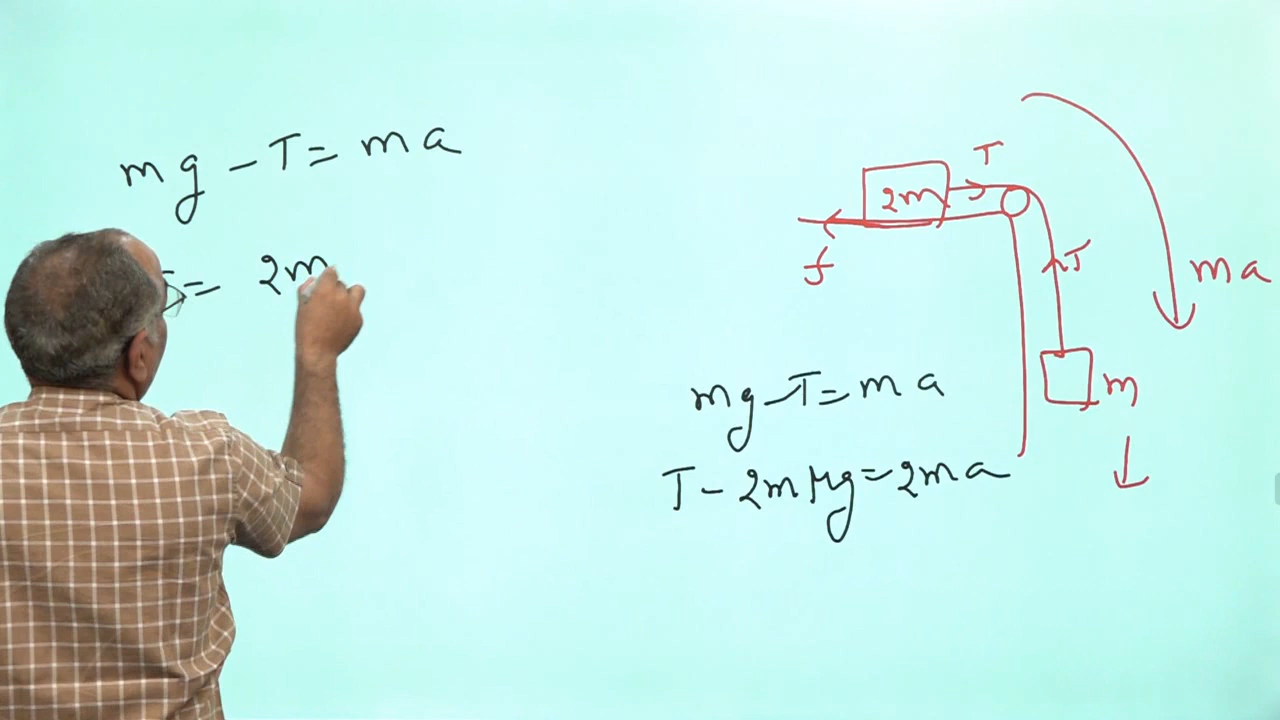 mg - T = ma
T = 2m
T
2m
f
T
ma
m
mg - T = ma
T - 2mμg = 2ma